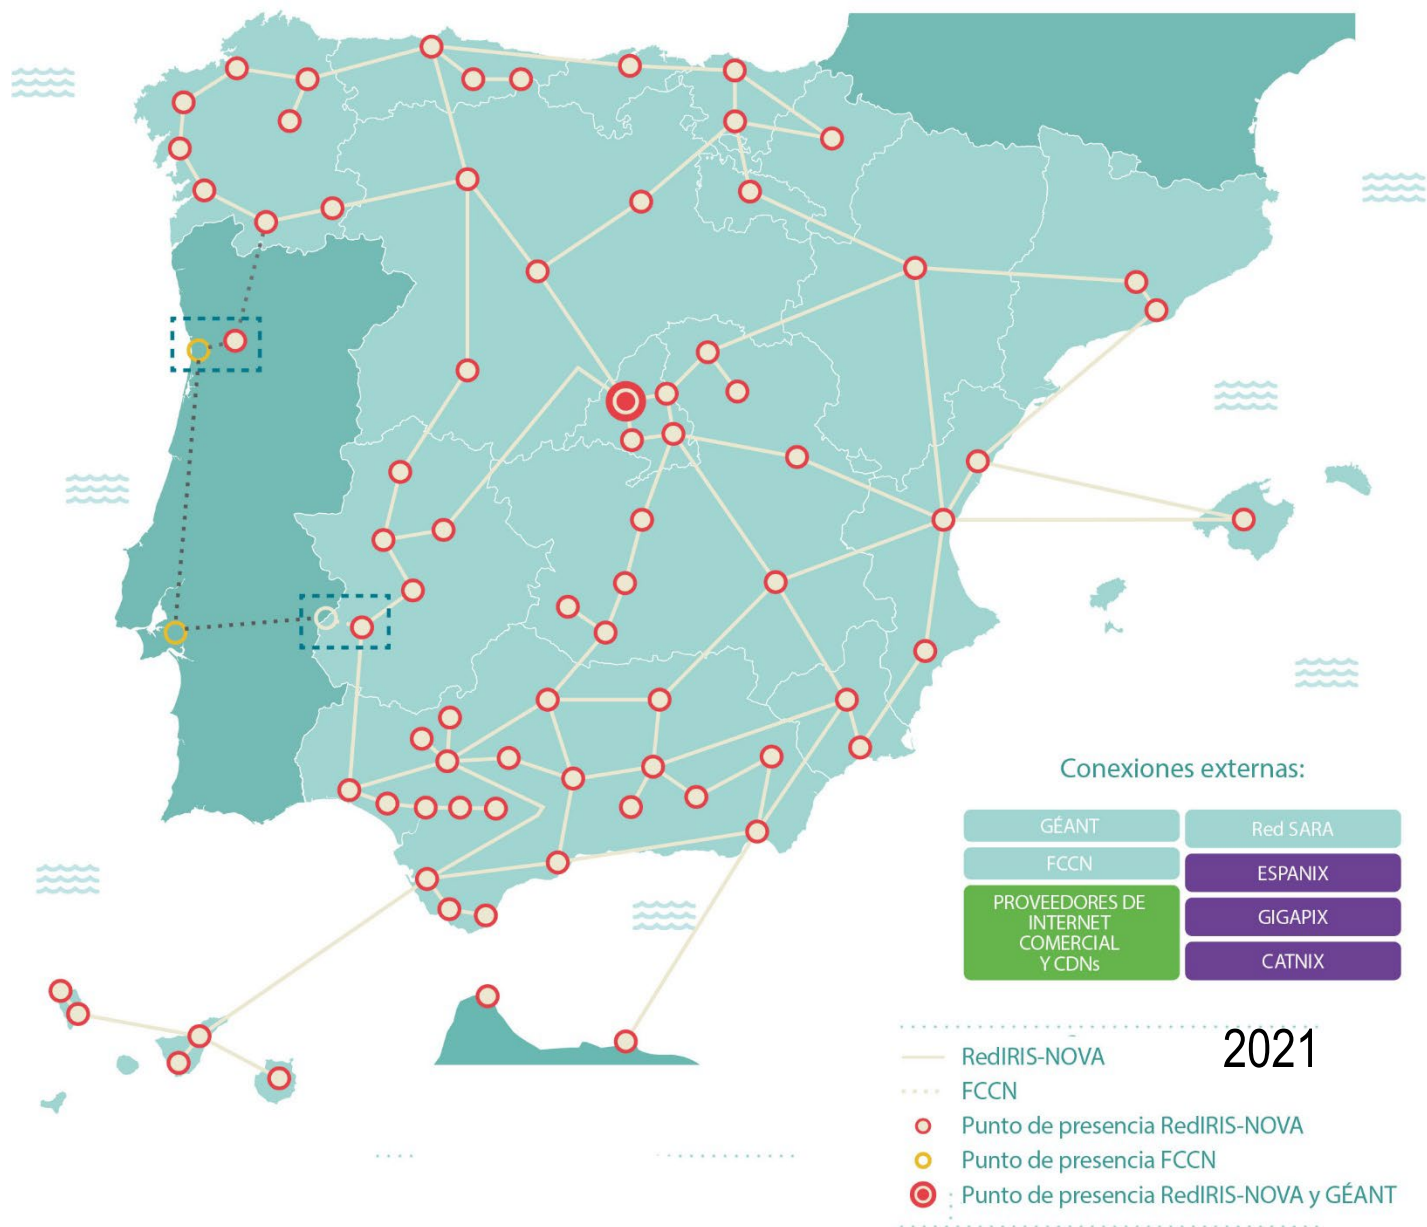 Conexiones externas:
GÉANT
Red SARA
FCCN
ESPANIX
PROVEEDORES DE
INTERNET
COMERCIAL
Y CDNs
GIGAPIX
CATNIX
2021
RedIRIS-NOVA
FCCN
Punto de presencia RedIRIS-NOVA
Punto de presencia FCCN
Punto de presencia RedIRIS-NOVA y GÉANT